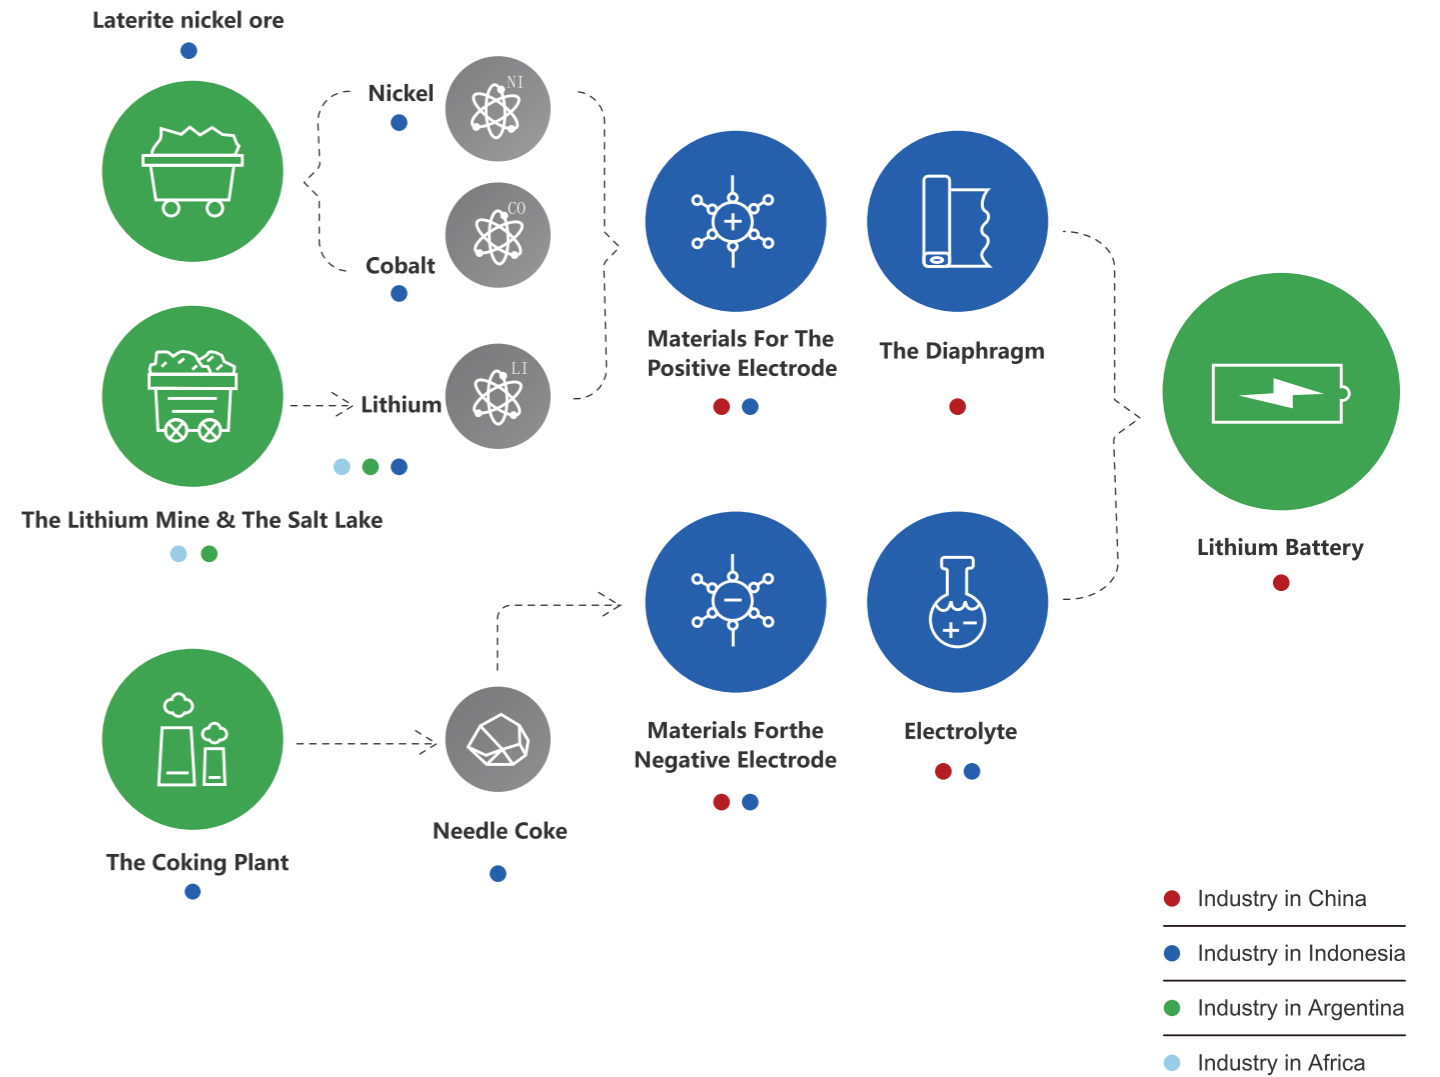 Laterite nickel ore
Nickel
NI
CO
Cobalt
Lithium
LI
The Lithium Mine & The Salt Lake
Materials For The
Positive Electrode
The Diaphragm
Lithium Battery
The Coking Plant
Needle Coke
Materials Forthe
Negative Electrode
Electrolyte
Industry in China
Industry in Indonesia
Industry in Argentina
Industry in Africa